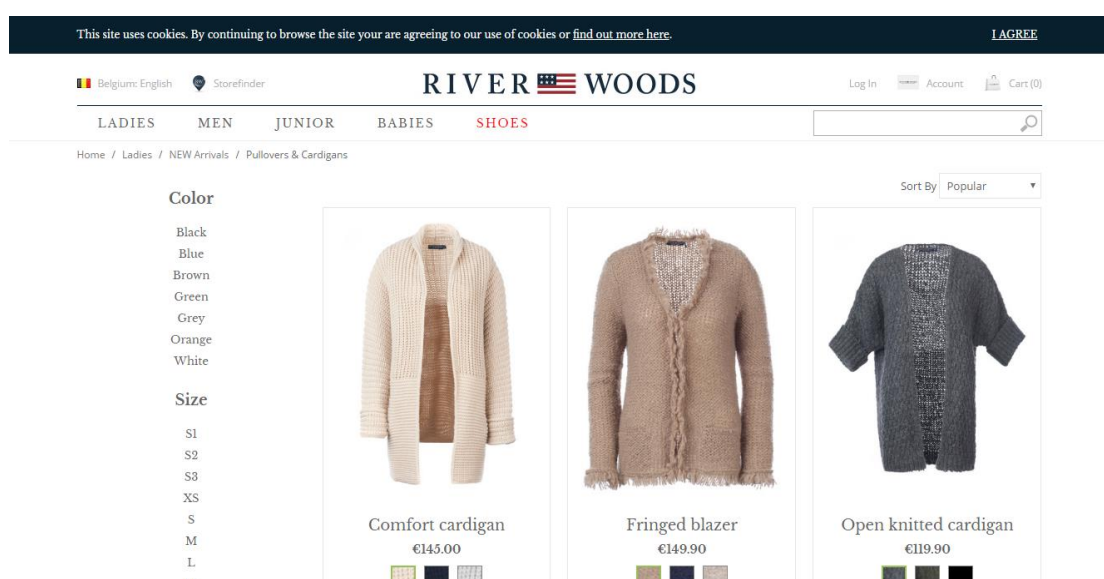 This site uses cookies. By continuing to browse the site your are agreeing to our use of cookies or find out more here.
I AGREE
Belgium: English
Storefinder
RIVER WOODS
Log In
Account
Cart (0)
LADIES
MEN
JUNIOR
BABIES
SHOES
Home / Ladies / NEW Arrivals / Pullovers & Cardigans
Sort By Popular
Color
Black
Blue
Brown
Green
Grey
Orange
White
Size
S1
S2
S3
XS
S
M
L
Comfort cardigan
€145.00
Fringed blazer
€149.90
Open knitted cardigan
€119.90